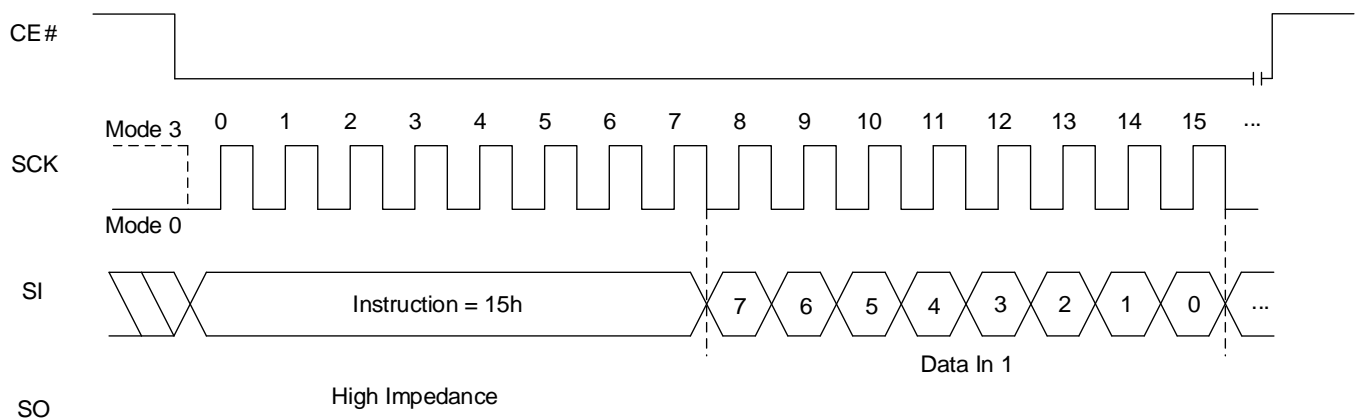 CE#
Mode 3 0 1 2 3 4 5 6 7 8 9 10 11 12 13 14 15 ...
SCK
Mode 0
SI Instruction = 15h 7 6 5 4 3 2 1 0 ...
Data In 1
High Impedance
SO